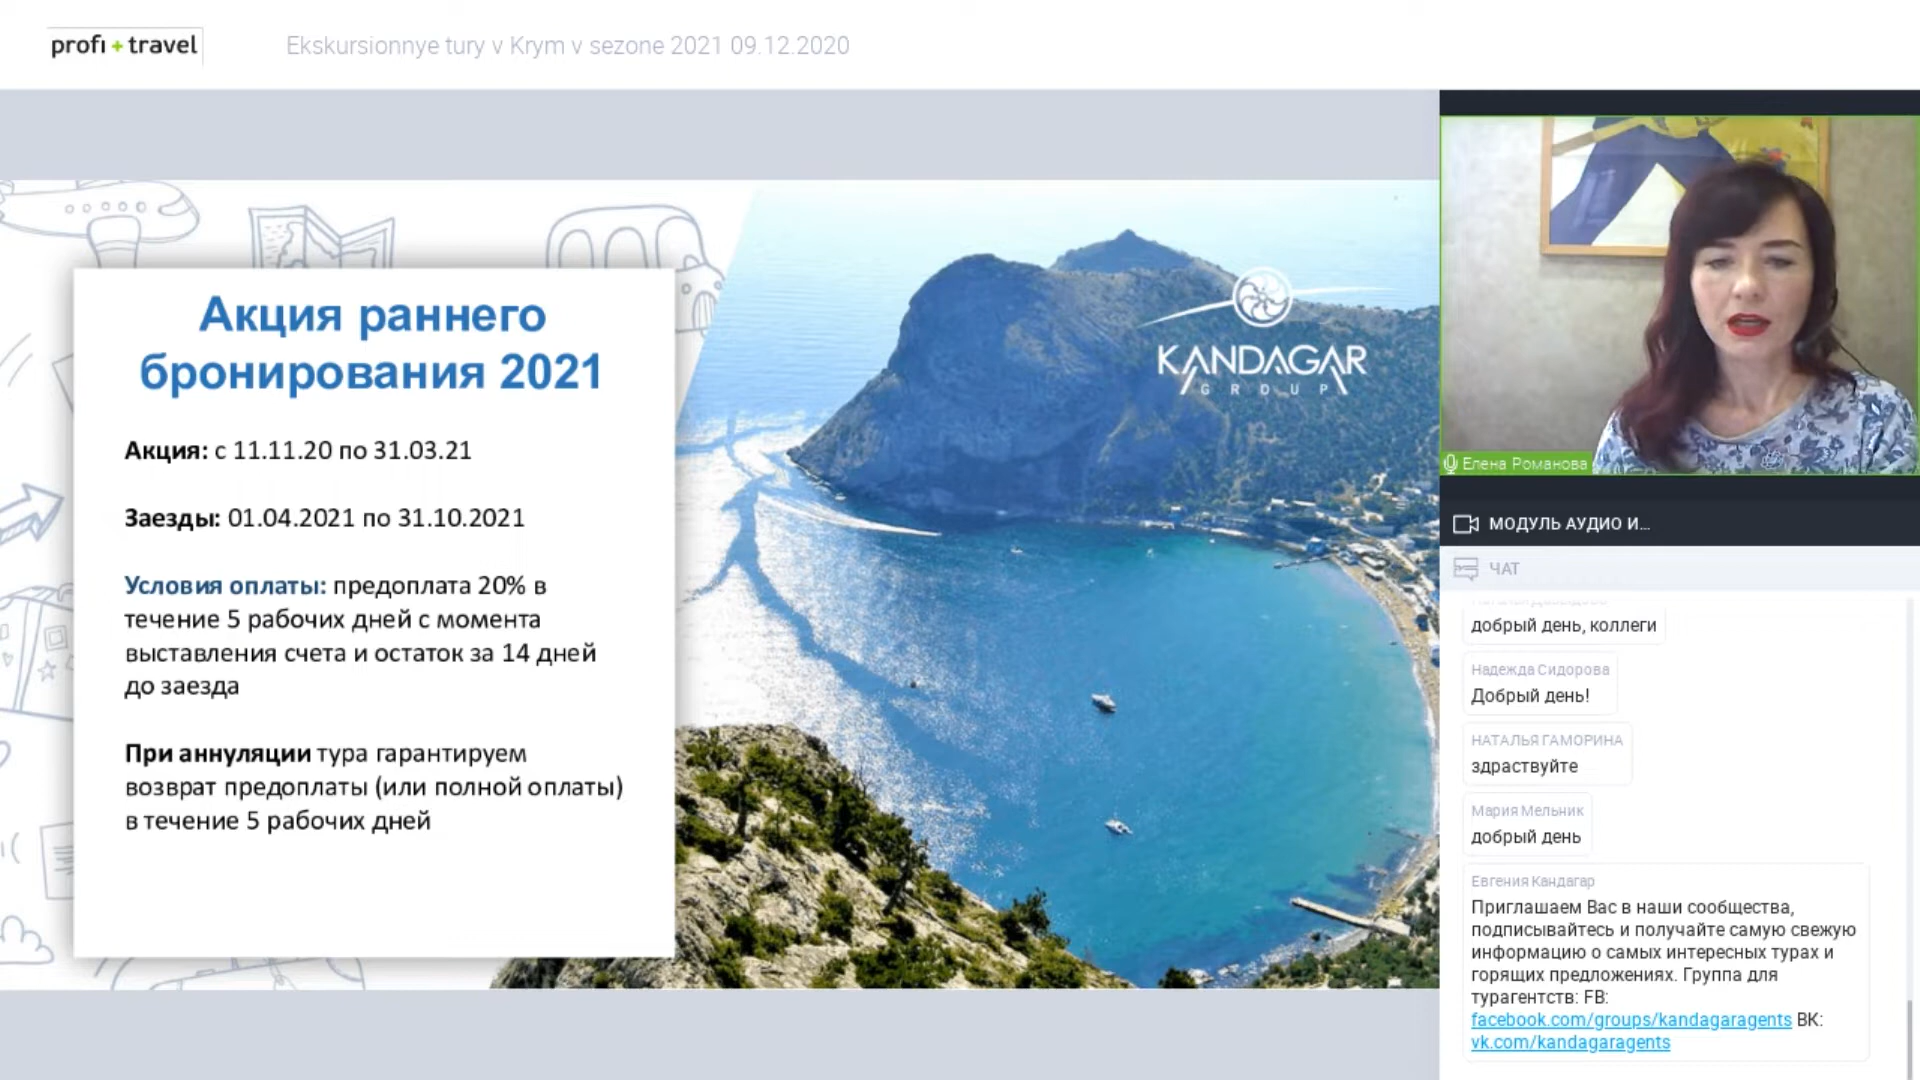 profi + travel
Ekskursionnye tury v Krym v sezone 2021 09.12.2020
Акция раннего
бронирования 2021
Акция: с 11.11.20 по 31.03.21
Заезды: 01.04.2021 по 31.10.2021
Условия оплаты: предоплата 20% в
течение 5 рабочих дней с момента
выставления счета и остаток за 14 дней
до заезда
При аннуляции тура гарантируем
возврат предоплаты (или полной оплаты)
в течение 5 рабочих дней
KANDAGAR
GROUP
Елена Романова
МОДУЛЬ АУДИО И...
ЧАТ
добрый день, коллеги
Надежда Сидорова
Добрый день!
НАТАЛЬЯ ГАМОРИНА
здраствуйте
Мария Мельник
добрый день
Евгения Кандагар
Приглашаем Вас в наши сообщества,
подписывайтесь и получайте самую свежую
информацию о самых интересных турах и
горящих предложениях. Группа для
турагентств: FB:
facebook.com/groups/kandagaragents ВК:
vk.com/kandagaragents